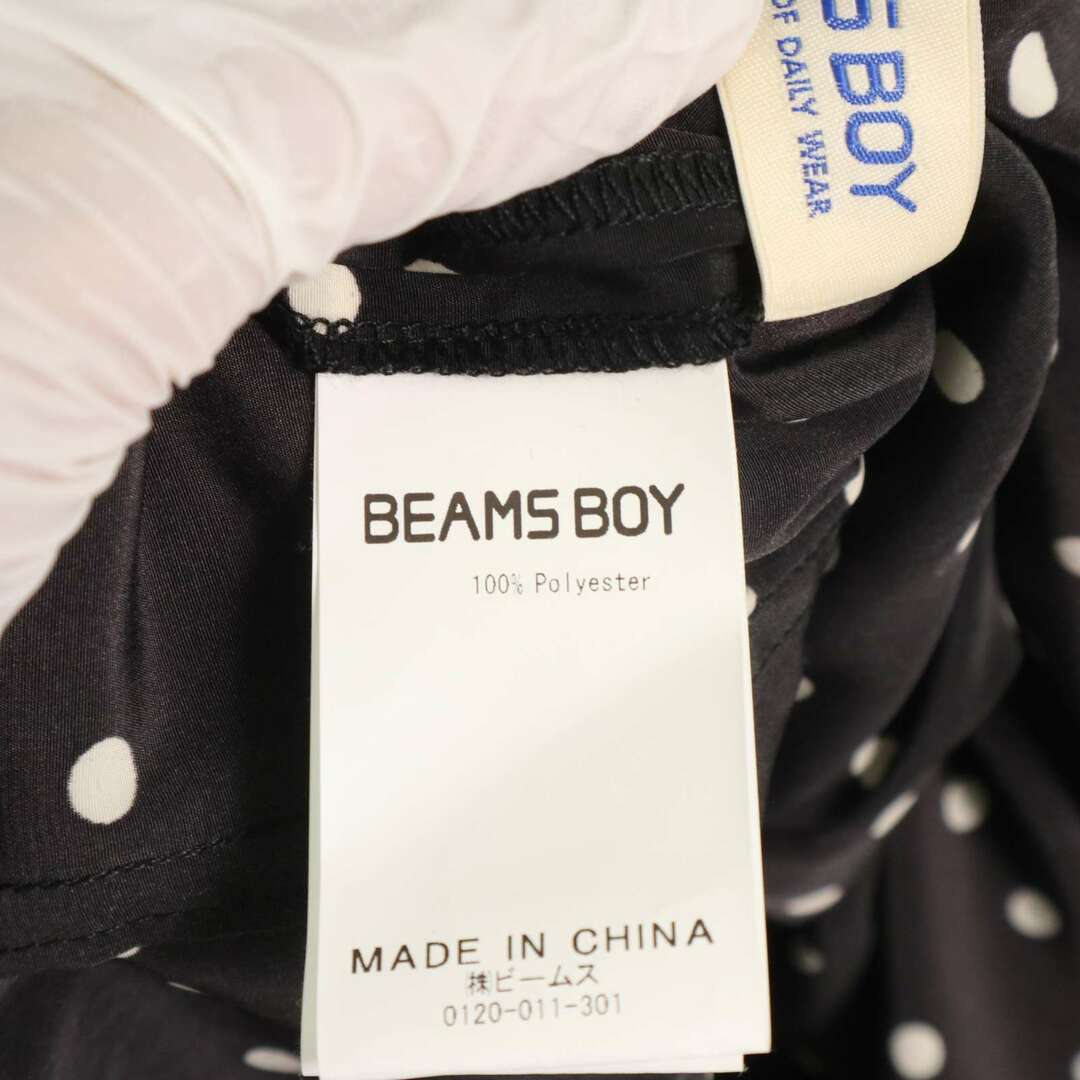 BOY
OF DAILY WEAR
BEAMS BOY
100% Polyester
MADE IN CHINA
㈱ビームス
0120-011-301